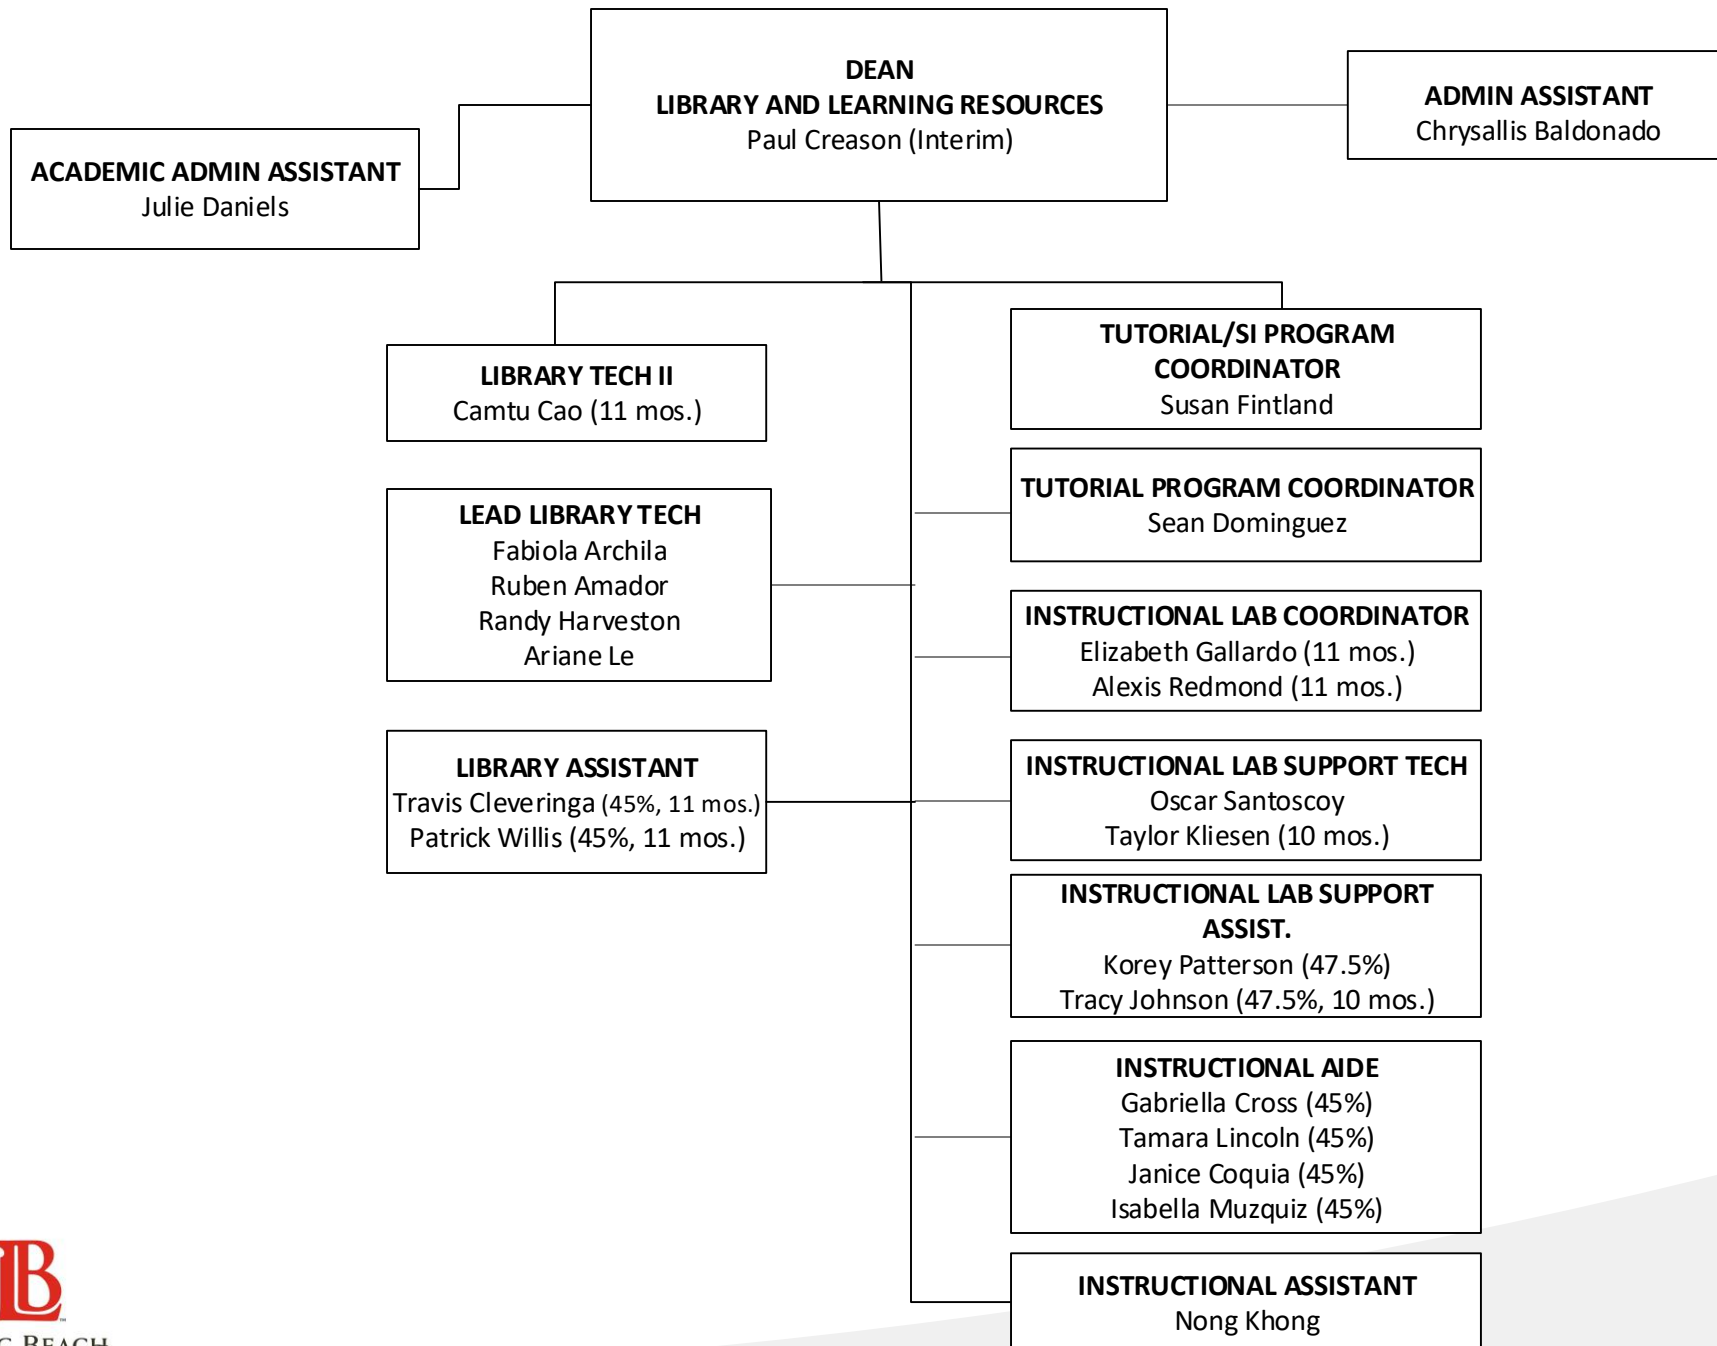 DEAN
LIBRARY AND LEARNING RESOURCES
Paul Creason (Interim)
ADMIN ASSISTANT
Chrysallis Baldonado
ACADEMIC ADMIN ASSISTANT
Julie Daniels
LIBRARY TECH II
Camtu Cao (11 mos.)
LEAD LIBRARY TECH
Fabiola Archila
Ruben Amador
Randy Harveston
Ariane Le
LIBRARY ASSISTANT
Travis Cleveringa (45%, 11 mos.)
Patrick Willis (45%, 11 mos.)
TUTORIAL/SI PROGRAM
COORDINATOR
Susan Fintland
TUTORIAL PROGRAM COORDINATOR
Sean Dominguez
INSTRUCTIONAL LAB COORDINATOR
Elizabeth Gallardo (11 mos.)
Alexis Redmond (11 mos.)
INSTRUCTIONAL LAB SUPPORT TECH
Oscar Santoscoy
Taylor Kliesen (10 mos.)
INSTRUCTIONAL LAB SUPPORT
ASSIST.
Korey Patterson (47.5%)
Tracy Johnson (47.5%, 10 mos.)
INSTRUCTIONAL AIDE
Gabriella Cross (45%)
Tamara Lincoln (45%)
Janice Coquia (45%)
Isabella Muzquiz (45%)
INSTRUCTIONAL ASSISTANT
Nong Khong
LB
BEACH